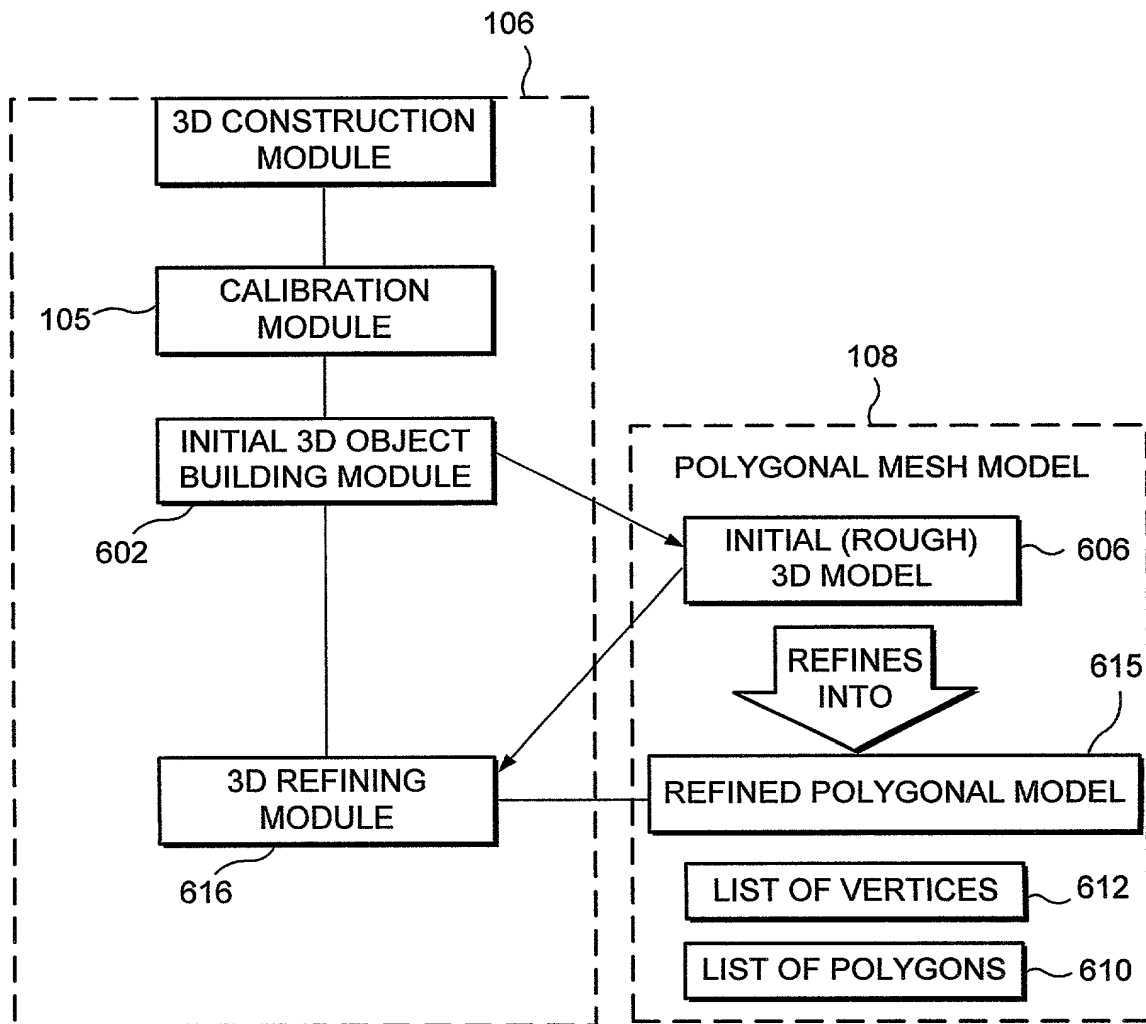 106
3D CONSTRUCTION
MODULE
CALIBRATION
MODULE
105
INITIAL 3D OBJECT
BUILDING MODULE
602
108
POLYGONAL MESH MODEL
INITIAL (ROUGH)
3D MODEL
606
REFINES
INTO
615
3D REFINING
MODULE
616
REFINED POLYGONAL MODEL
LIST OF VERTICES
612
LIST OF POLYGONS
610